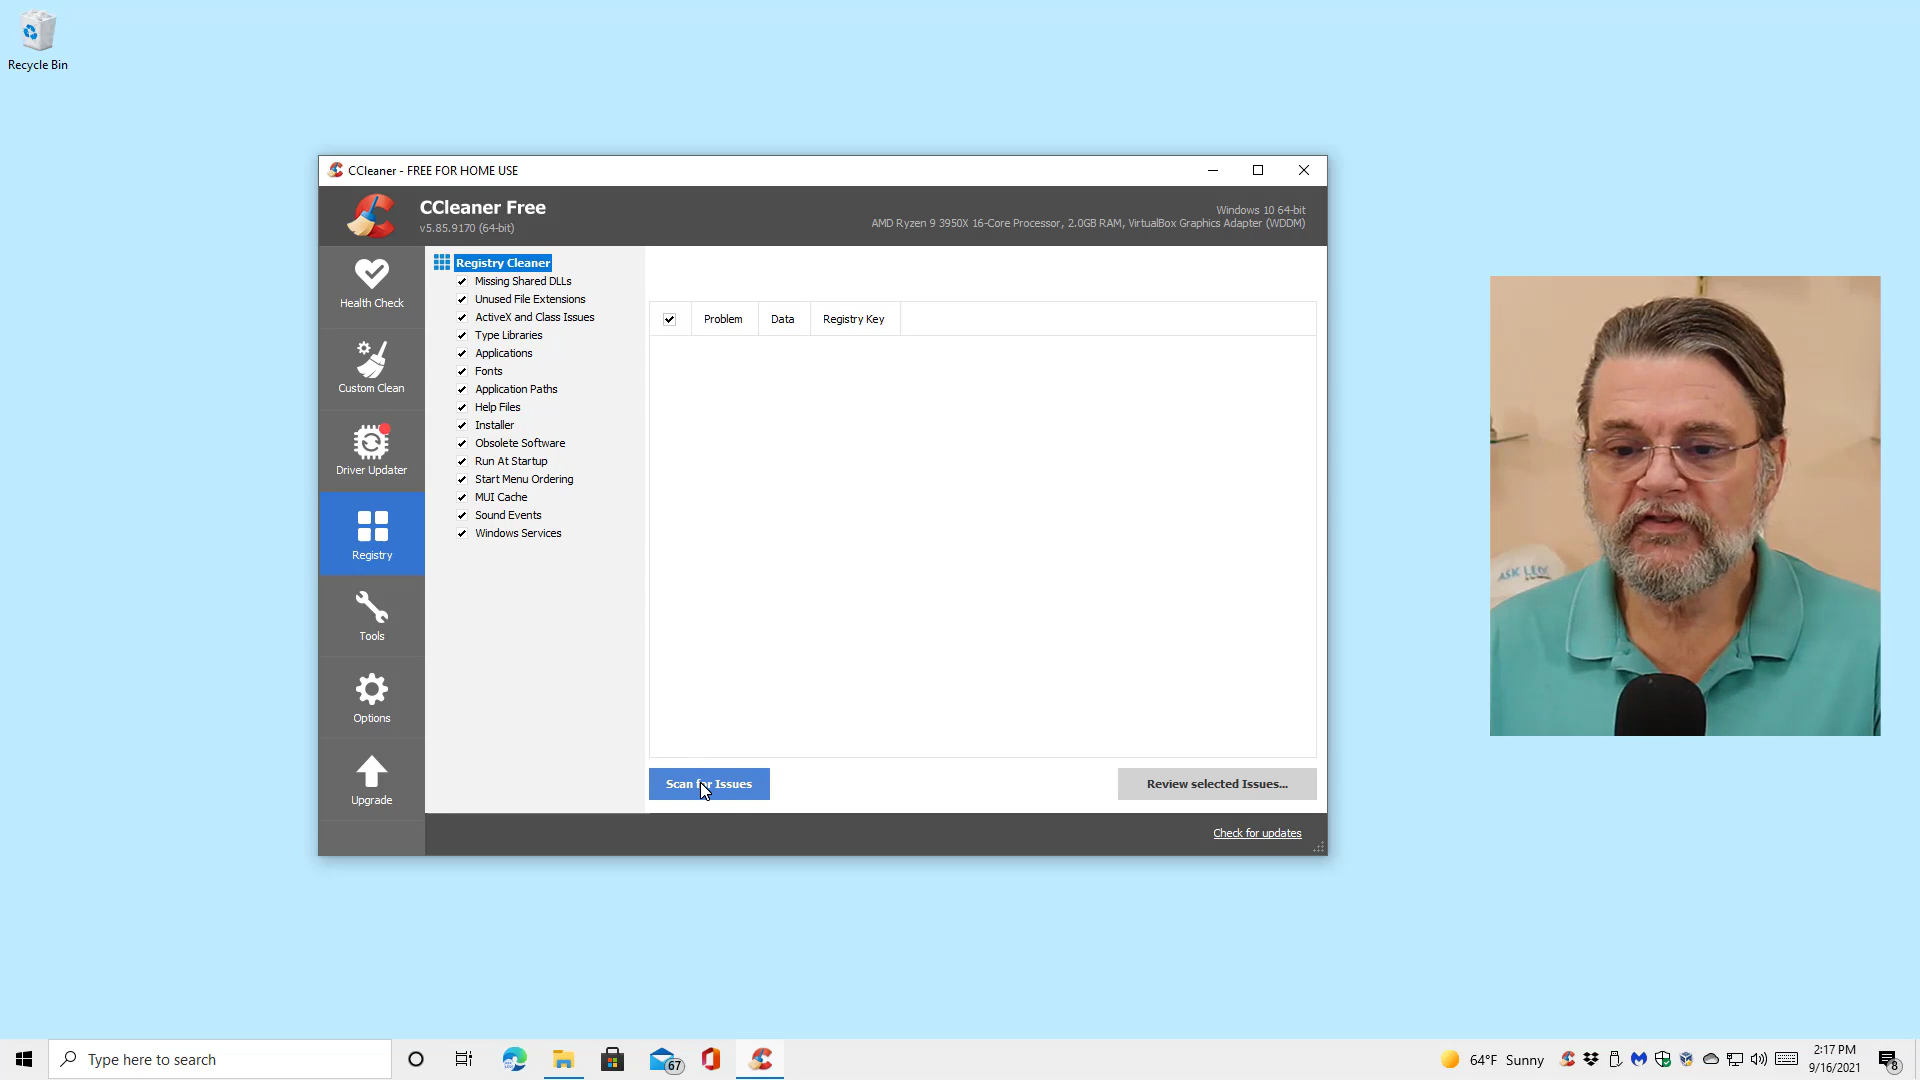 Recycle Bin
CCleaner - FREE FOR HOME USE
CCleaner Free
v5.85.9170 (64-bit)
Windows 10 64-bit
AMD Ryzen 9 3950X 16-Core Processor, 2.0GB RAM, VirtualBox Graphics Adapter (WDDM)
Health Check
Custom Clean
Driver Updater
Registry
Tools
Options
Upgrade
Registry Cleaner
Missing Shared DLLs
Unused File Extensions
ActiveX and Class Issues
Type Libraries
Applications
Fonts
Application Paths
Help Files
Installer
Obsolete Software
Run At Startup
Start Menu Ordering
MUI Cache
Sound Events
Windows Services
Problem Data Registry Key
Scan for Issues
Review selected Issues...
Check for updates
ASK LEO!
Type here to search
67
64°F Sunny
2:17 PM
9/16/2021
8